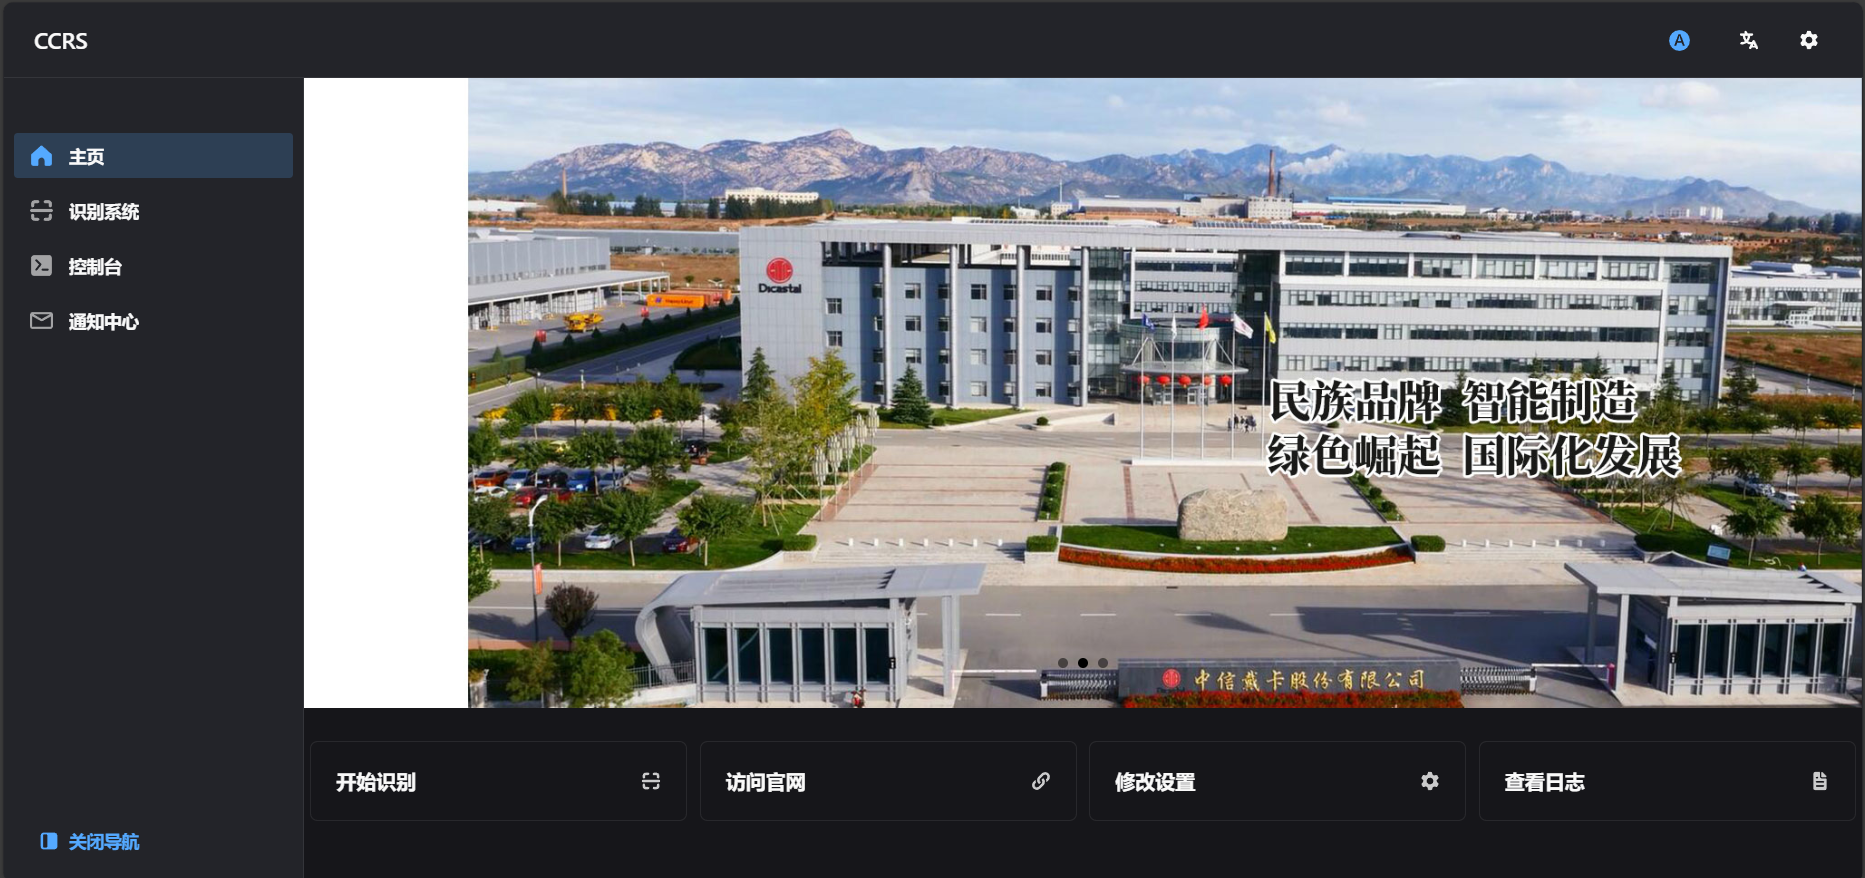 CCRS
A
主页
识别系统
控制台
通知中心
关闭导航
Dicastal
民族品牌 智能制造
绿色崛起 国际化发展
中信戴卡股份有限公司
开始识别
访问官网
修改设置
查看日志